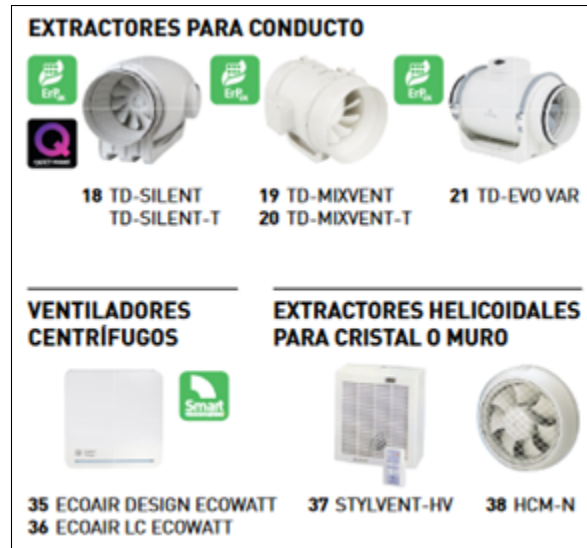 EXTRACTORES PARA CONDUCTO
ErP
ErP
ErP
Q
18 TD-SILENT
TD-SILENT-T
19 TD-MIXVENT
20 TD-MIXVENT-T
21 TD-EVO VAR
VENTILADORES
CENTRÍFUGOS
Smart
35 ECOAIR DESIGN ECOWATT
36 ECOAIR LC ECOWATT
EXTRACTORES HELICOIDALES
PARA CRISTAL O MURO
37 STYLVENT-HV
38 HCM-N